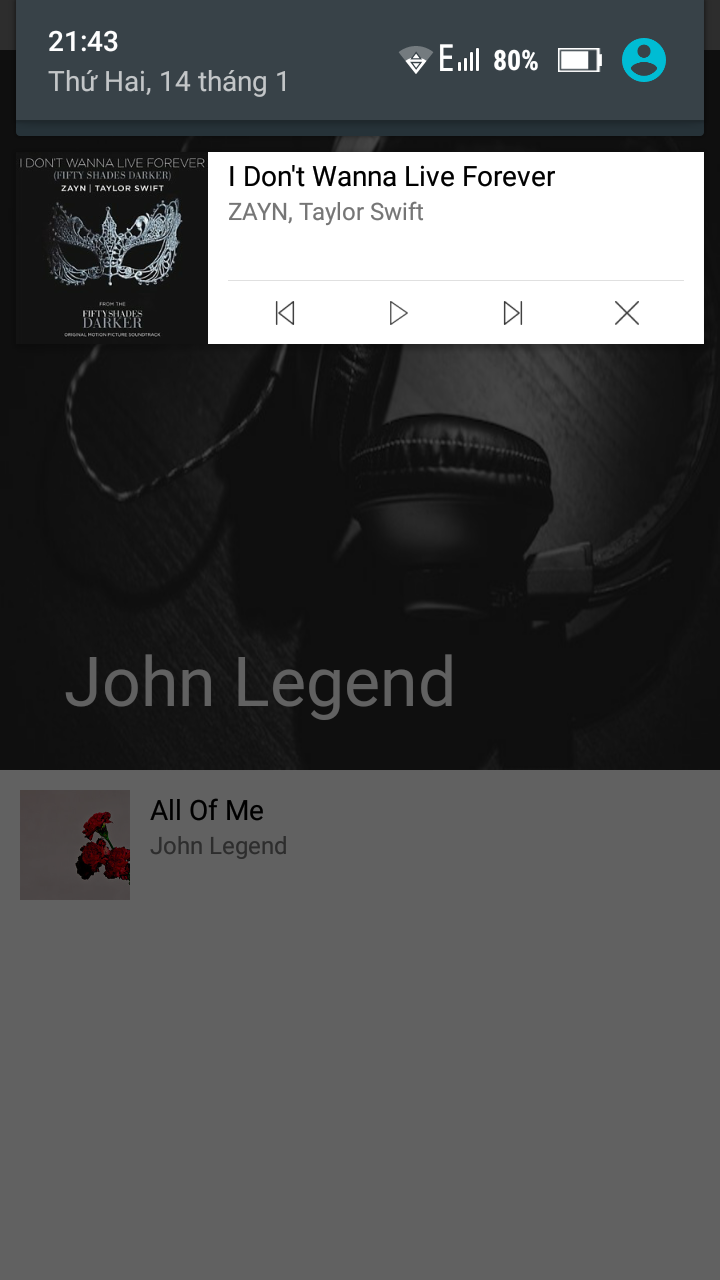 21:43
Thứ Hai, 14 tháng 1
E
80%
I DON'T WANNA LIVE FOREVER
(FIFTY SHADES DARKER)
ZAYN | TAYLOR SWIFT
FROM THE
FIFTY SHADES
DARKER
ORIGINAL MOTION PICTURE SOUNDTRACK
I Don't Wanna Live Forever
ZAYN, Taylor Swift
John Legend
All Of Me
John Legend